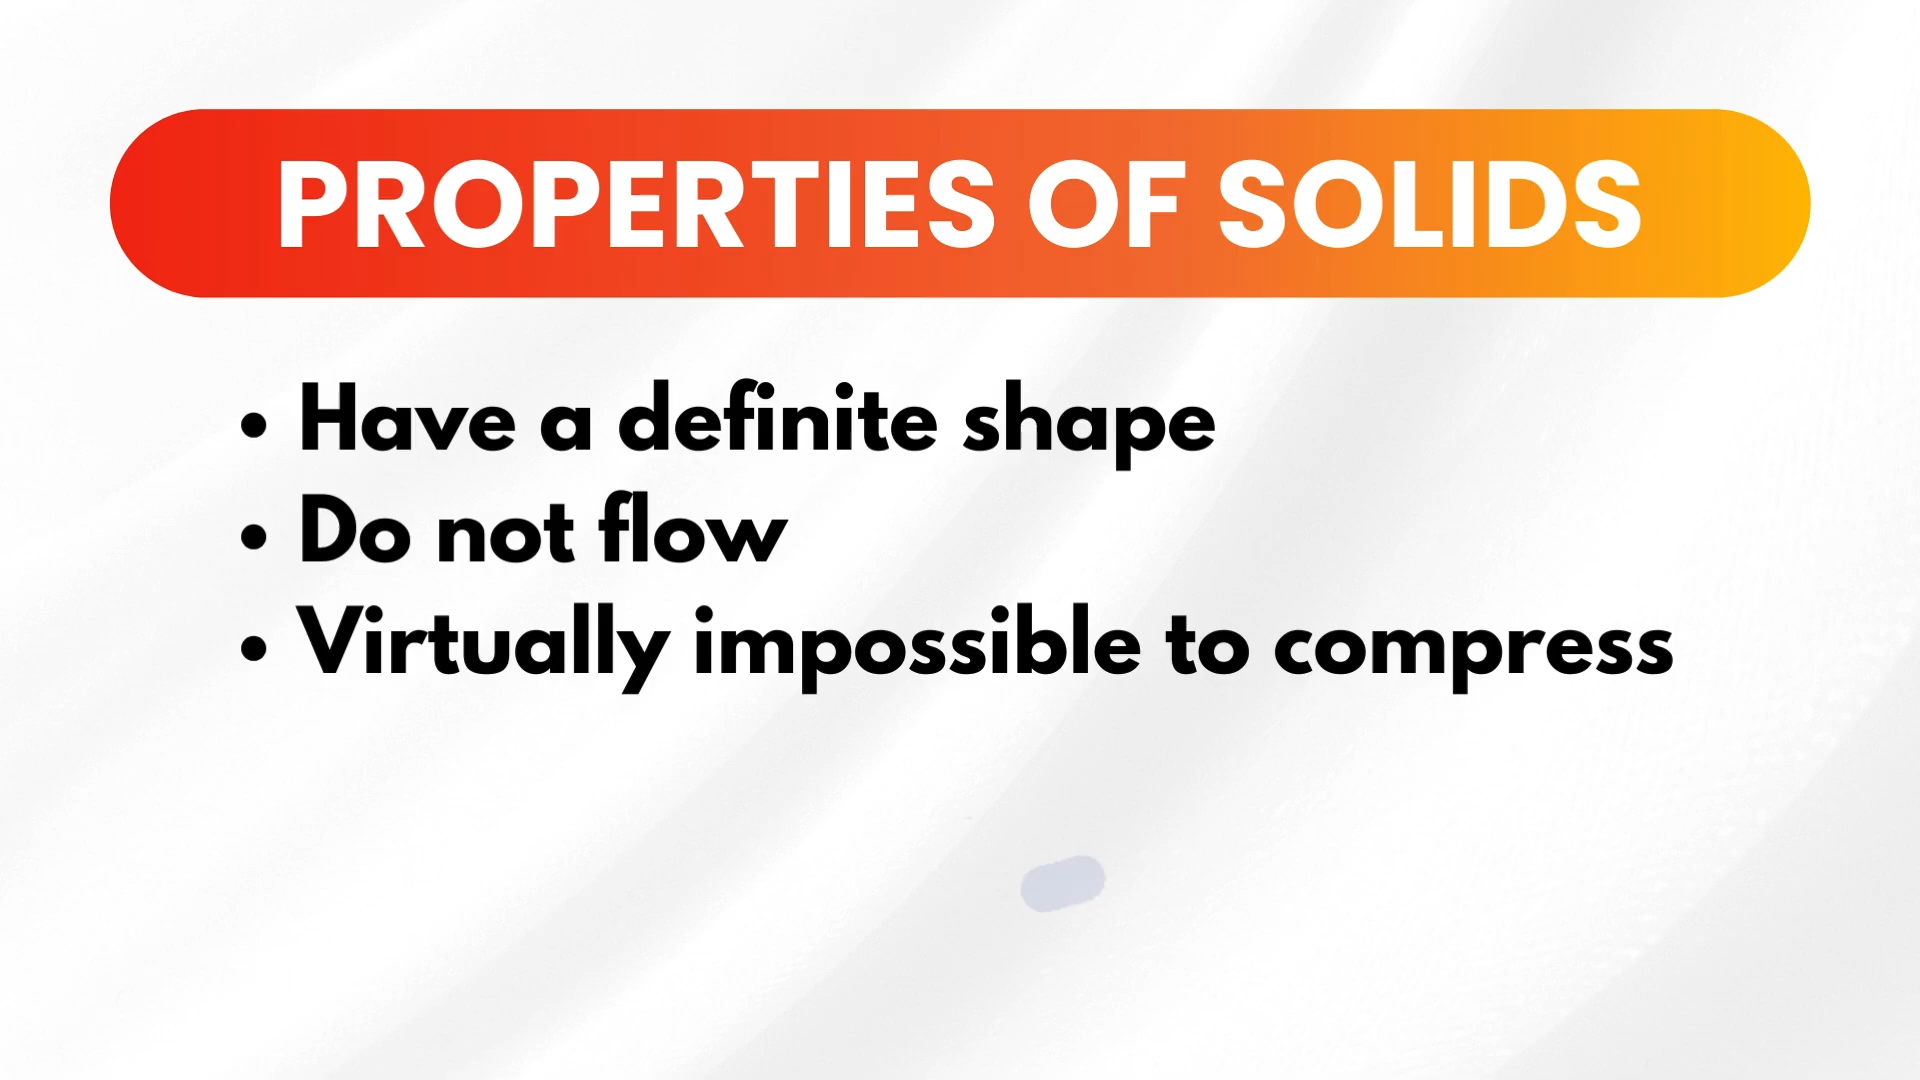 PROPERTIES OF SOLIDS
• Have a definite shape
• Do not flow
• Virtually impossible to compress